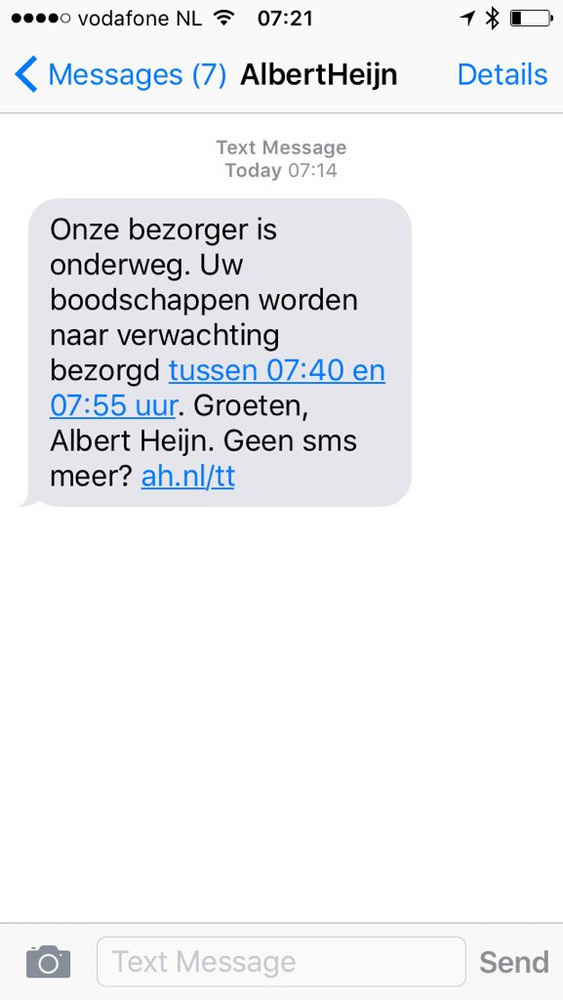 vodafone NL 07:21
Messages (7) AlbertHeijn Details
Text Message
Today 07:14
Onze bezorger is
onderweg. Uw
boodschappen worden
naar verwachting
bezorgd tussen 07:40 en
07:55 uur. Groeten,
Albert Heijn. Geen sms
meer? ah.nl/tt
Text Message Send